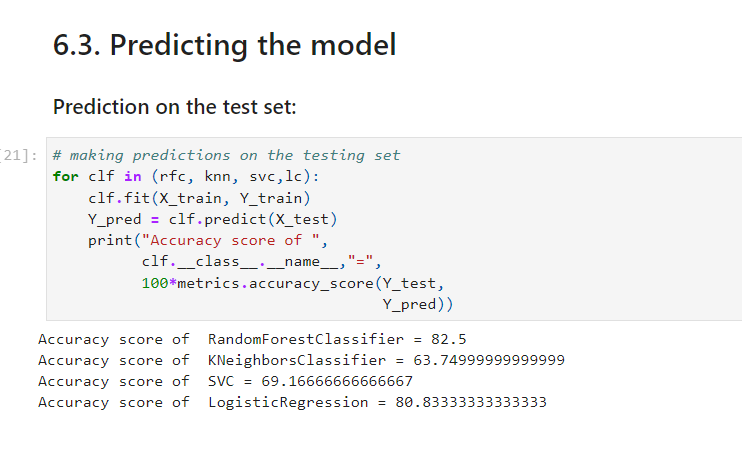 6.3. Predicting the model
Prediction on the test set:
21]: # making predictions on the testing set
for clf in (rfc, knn, svc,lc):
    clf.fit(X_train, Y_train)
    Y_pred = clf.predict(X_test)
    print("Accuracy score of ",
          clf.__class__.__name__,"=",
          100*metrics.accuracy_score(Y_test,
                                     Y_pred))
Accuracy score of  RandomForestClassifier = 82.5
Accuracy score of  KNeighborsClassifier = 63.74999999999999
Accuracy score of  SVC = 69.16666666666667
Accuracy score of  LogisticRegression = 80.83333333333333